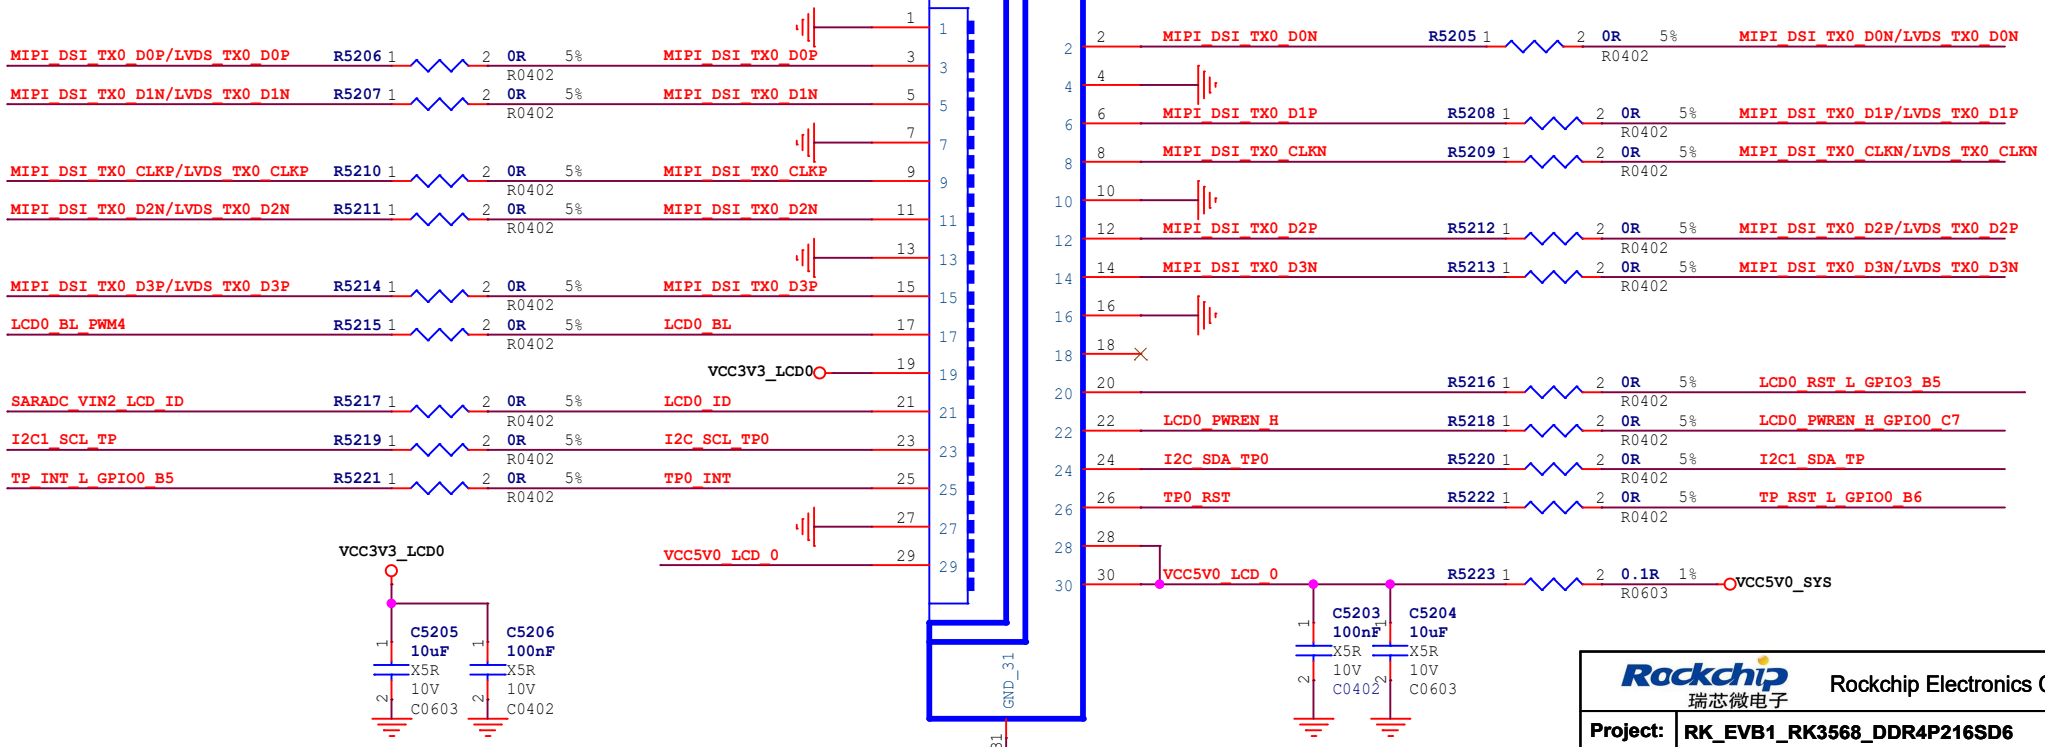 1 1
MIPI_DSI_TX0_D0P/LVDS_TX0_D0P R5206 1 2 0R 5% R0402 MIPI_DSI_TX0_D0P 3 3
MIPI_DSI_TX0_D1N/LVDS_TX0_D1N R5207 1 2 0R 5% R0402 MIPI_DSI_TX0_D1N 5 5
7 7
MIPI_DSI_TX0_CLKP/LVDS_TX0_CLKP R5210 1 2 0R 5% R0402 MIPI_DSI_TX0_CLKP 9 9
MIPI_DSI_TX0_D2N/LVDS_TX0_D2N R5211 1 2 0R 5% R0402 MIPI_DSI_TX0_D2N 11 11
13 13
MIPI_DSI_TX0_D3P/LVDS_TX0_D3P R5214 1 2 0R 5% R0402 MIPI_DSI_TX0_D3P 15 15
LCD0_BL_PWM4 R5215 1 2 0R 5% R0402 LCD0_BL 17 17
VCC3V3_LCD0 19 19
SARADC_VIN2_LCD_ID R5217 1 2 0R 5% R0402 LCD0_ID 21 21
I2C1_SCL_TP R5219 1 2 0R 5% R0402 I2C_SCL_TP0 23 23
TP_INT_L_GPIO0_B5 R5221 1 2 0R 5% R0402 TP0_INT 25 25
27 27
VCC5V0_LCD_0 29 29
2 2 MIPI_DSI_TX0_D0N R5205 1 2 0R 5% R0402 MIPI_DSI_TX0_D0N/LVDS_TX0_D0N
4 4
6 6 MIPI_DSI_TX0_D1P R5208 1 2 0R 5% R0402 MIPI_DSI_TX0_D1P/LVDS_TX0_D1P
8 8 MIPI_DSI_TX0_CLKN R5209 1 2 0R 5% R0402 MIPI_DSI_TX0_CLKN/LVDS_TX0_CLKN
10 10
12 12 MIPI_DSI_TX0_D2P R5212 1 2 0R 5% R0402 MIPI_DSI_TX0_D2P/LVDS_TX0_D2P
14 14 MIPI_DSI_TX0_D3N R5213 1 2 0R 5% R0402 MIPI_DSI_TX0_D3N/LVDS_TX0_D3N
16 16
18 18
20 20 R5216 1 2 0R 5% R0402 LCD0_RST_L_GPIO3_B5
22 22 LCD0_PWREN_H R5218 1 2 0R 5% R0402 LCD0_PWREN_H_GPIO0_C7
24 24 I2C_SDA_TP0 R5220 1 2 0R 5% R0402 I2C1_SDA_TP
26 26 TP0_RST R5222 1 2 0R 5% R0402 TP_RST_L_GPIO0_B6
28 28
30 30 VCC5V0_LCD_0 R5223 1 2 0.1R 1% R0603 VCC5V0_SYS
VCC3V3_LCD0
1 C5205 10uF X5R 10V C0603 2
1 C5206 100nF X5R 10V C0402 2
GND_31
31
1 C5203 100nF X5R 10V C0402 2
1 C5204 10uF X5R 10V C0603 2
Rockchip
瑞芯微电子
Rockchip Electronics C
Project: RK_EVB1_RK3568_DDR4P216SD6